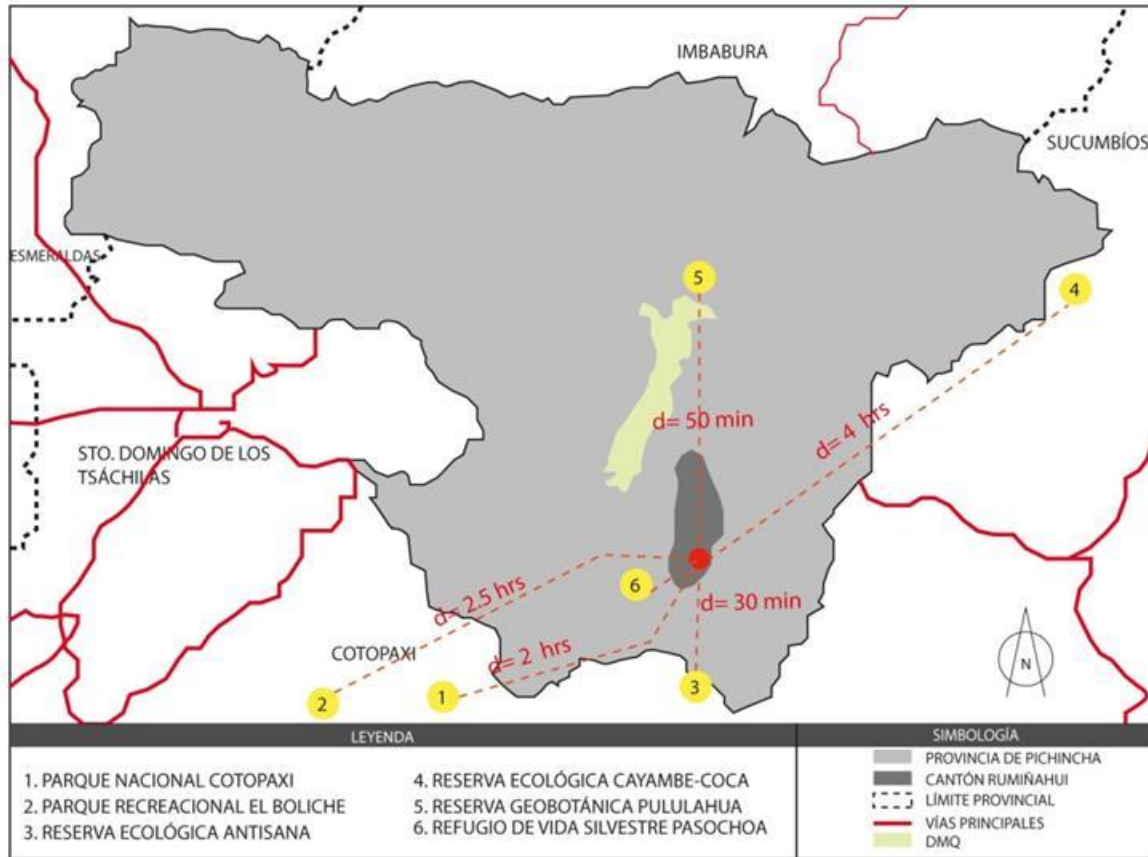 IMBABURA
SUCUMBÍOS
ESMERALDAS
5
4
d= 50 min
d= 4 hrs
STO. DOMINGO DE LOS
TSÁCHILAS
6
d= 2.5 hrs
d= 30 min
COTOPAXI
d= 2 hrs
2
1
3
N
LEYENDA
1. PARQUE NACIONAL COTOPAXI
2. PARQUE RECREACIONAL EL BOLICHE
3. RESERVA ECOLÓGICA ANTISANA
4. RESERVA ECOLÓGICA CAYAMBE-COCA
5. RESERVA GEOBOTÁNICA PULULAHUA
6. REFUGIO DE VIDA SILVESTRE PASOCHOA
SIMBOLOGÍA
PROVINCIA DE PICHINCHA
CANTÓN RUMIÑAHUI
LÍMITE PROVINCIAL
VÍAS PRINCIPALES
DMQ